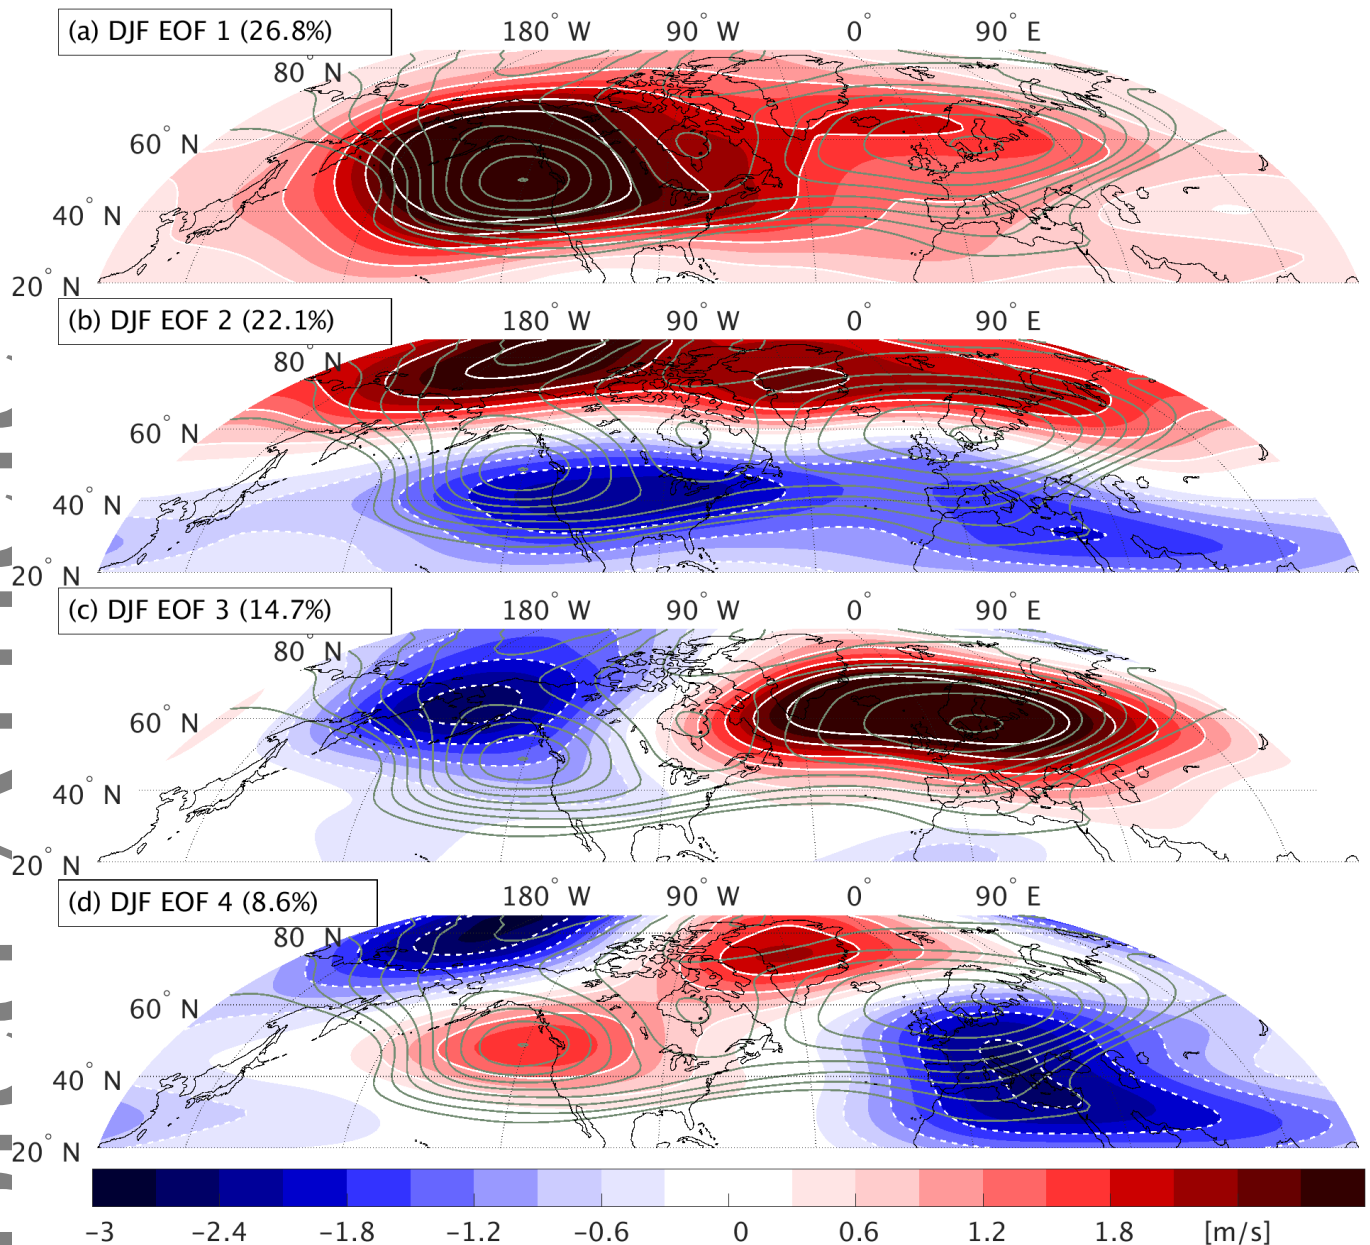 (a) DJF EOF 1 (26.8%)
180° W 90° W 0° 90° E
80° N
60° N
40° N
20° N
(b) DJF EOF 2 (22.1%)
180° W 90° W 0° 90° E
80° N
60° N
40° N
20° N
(c) DJF EOF 3 (14.7%)
180° W 90° W 0° 90° E
80° N
60° N
40° N
20° N
(d) DJF EOF 4 (8.6%)
180° W 90° W 0° 90° E
80° N
60° N
40° N
20° N
−3 −2.4 −1.8 −1.2 −0.6 0 0.6 1.2 1.8 [m/s]